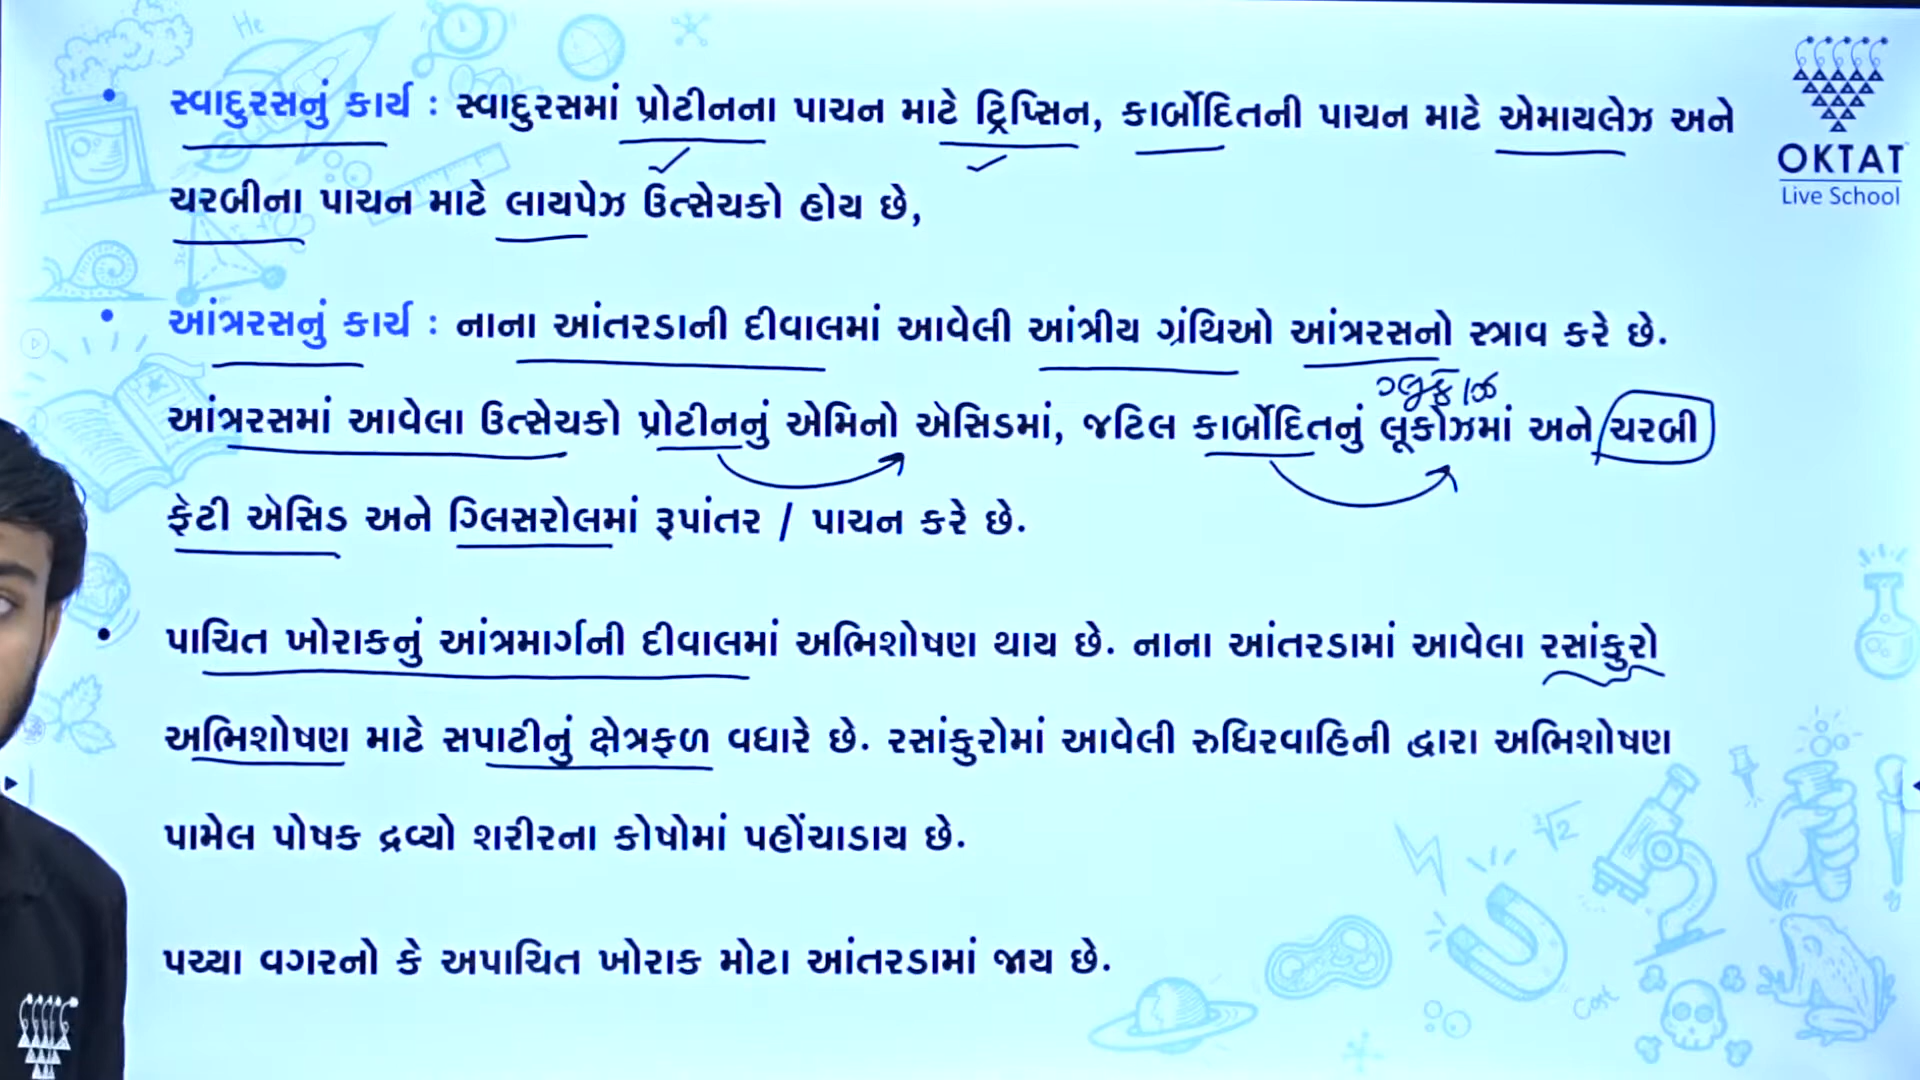 સ્વાદુરસનું કાર્ય : સ્વાદુરસમાં પ્રોટીનના પાચન માટે ટ્રિપ્સિન, કાર્બોદિતની પાચન માટે એમાયલેઝ અને
ચરબીના પાચન માટે લાયપેઝ ઉત્સેચકો હોય છે,
આંત્રરસનું કાર્ય : નાના આંતરડાની દીવાલમાં આવેલી આંત્રીય ગ્રંથિઓ આંત્રરસનો સ્ત્રાવ કરે છે.
આંત્રરસમાં આવેલા ઉત્સેચકો પ્રોટીનનું એમિનો એસિડમાં, જટિલ કાર્બોદિતનું લૂકોઝમાં અને ચરબી
ફેટી એસિડ અને ગ્લિસરોલમાં રૂપાંતર / પાચન કરે છે.
પાચિત ખોરાકનું આંત્રમાર્ગની દીવાલમાં અભિશોષણ થાય છે. નાના આંતરડામાં આવેલા રસાંકુરો
અભિશોષણ માટે સપાટીનું ક્ષેત્રફળ વધારે છે. રસાંકુરોમાં આવેલી રુધિરવાહિની દ્વારા અભિશોષણ
પામેલ પોષક દ્રવ્યો શરીરના કોષોમાં પહોંચાડાય છે.
પચ્યા વગરનો કે અપાચિત ખોરાક મોટા આંતરડામાં જાય છે.
OKTAT
Live School
He
√2
Cost